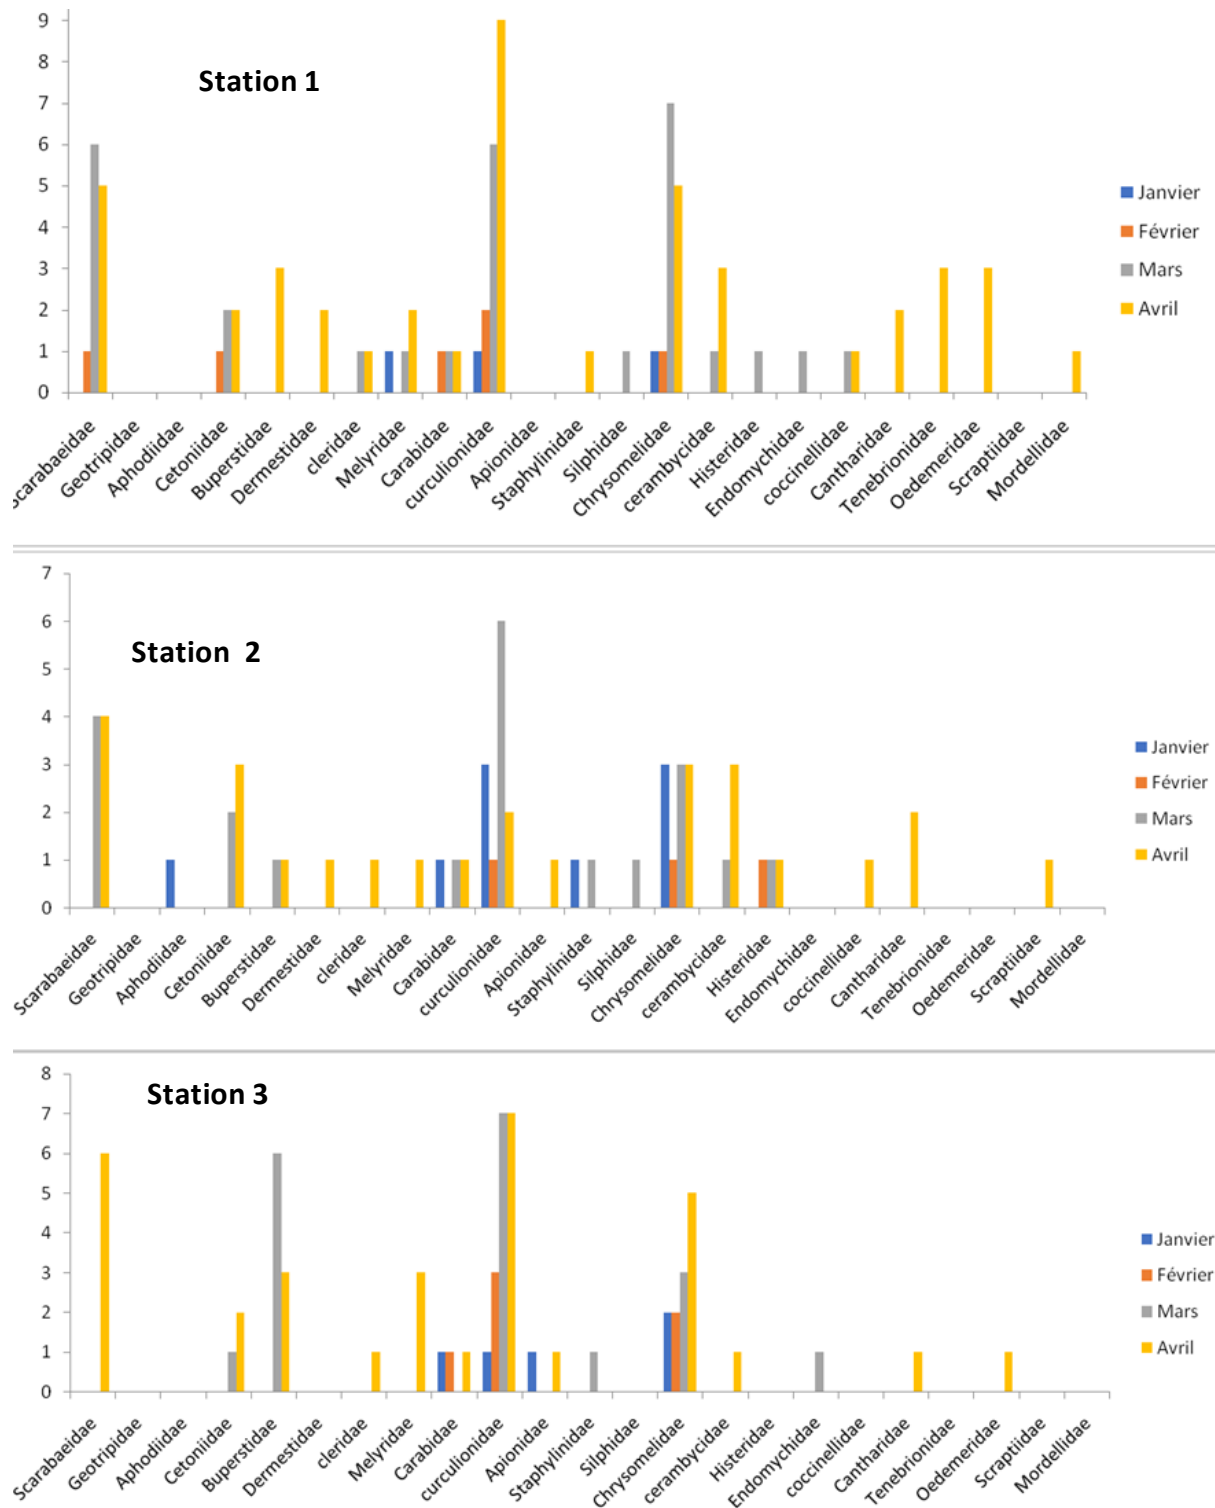 9
8
7
6
5
4
3
2
1
0
Station 1
Janvier
Février
Mars
Avril
Scarabaeidae
Geotripidae
Aphodiidae
Cetoniidae
Buperstidae
Dermestidae
cleridae
Melyridae
Carabidae
curculionidae
Apionidae
Staphylinidae
Silphidae
Chrysomelidae
cerambycidae
Histeridae
Endomychidae
coccinellidae
Cantharidae
Tenebrionidae
Oedemeridae
Scraptiidae
Mordellidae
7
6
5
4
3
2
1
0
Station 2
Janvier
Février
Mars
Avril
Scarabaeidae
Geotripidae
Aphodiidae
Cetoniidae
Buperstidae
Dermestidae
cleridae
Melyridae
Carabidae
curculionidae
Apionidae
Staphylinidae
Silphidae
Chrysomelidae
cerambycidae
Histeridae
Endomychidae
coccinellidae
Cantharidae
Tenebrionidae
Oedemeridae
Scraptiidae
Mordellidae
8
7
6
5
4
3
2
1
0
Station 3
Janvier
Février
Mars
Avril
Scarabaeidae
Geotripidae
Aphodiidae
Cetoniidae
Buperstidae
Dermestidae
cleridae
Melyridae
Carabidae
curculionidae
Apionidae
Staphylinidae
Silphidae
Chrysomelidae
cerambycidae
Histeridae
Endomychidae
coccinellidae
Cantharidae
Tenebrionidae
Oedemeridae
Scraptiidae
Mordellidae